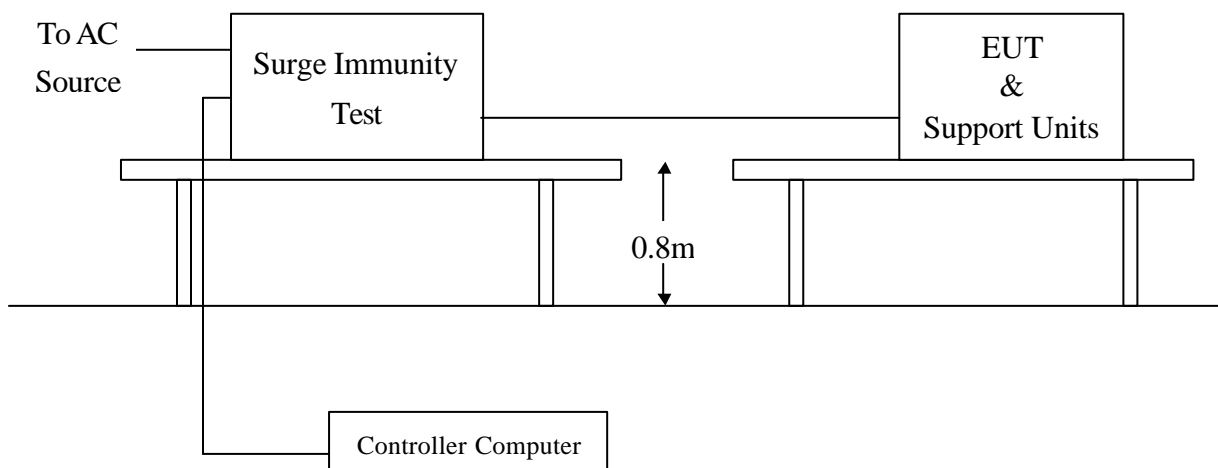 To AC
Source
Surge Immunity
Test
EUT
&
Support Units
0.8m
Controller Computer